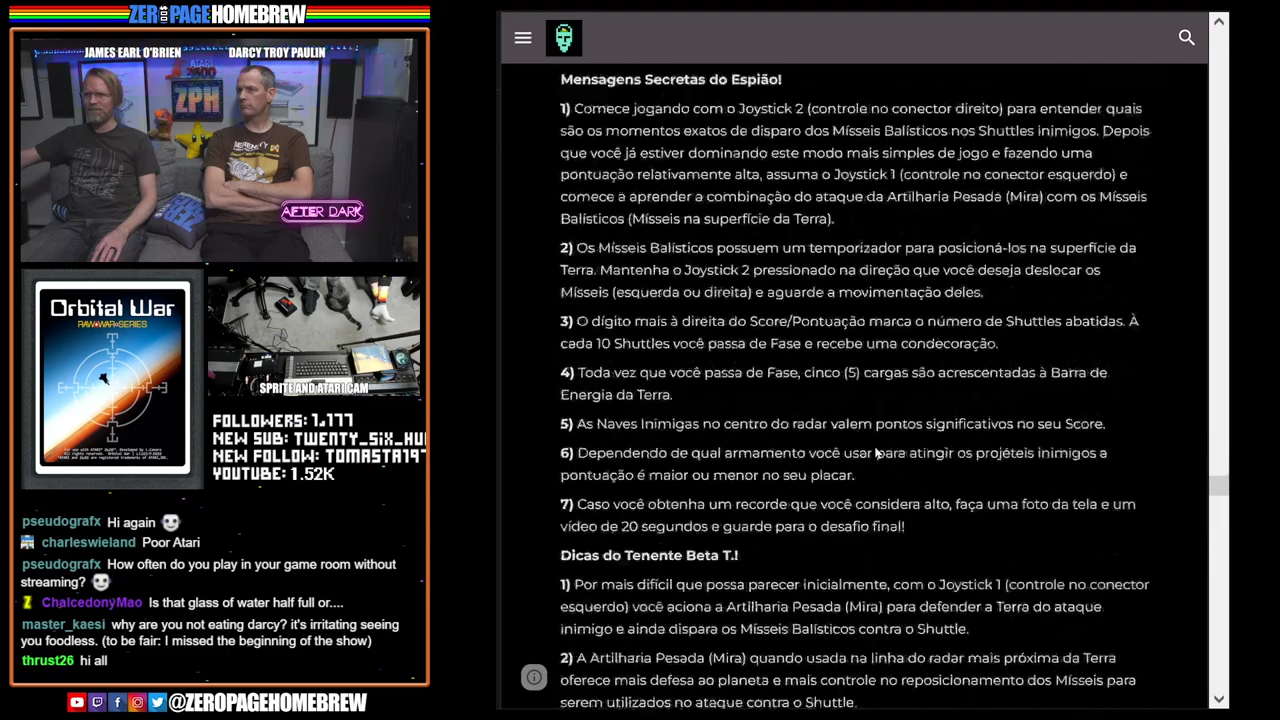 ZERO PAGE HOMEBREW
JAMES EARL O'BRIEN
DARCY TROY PAULIN
ATARI
ZPH
SERENITY
AFTER DARK
Orbital War
RAW WAR SERIES
SPRITE AND ATARI CAM
FOLLOWERS: 1,177
NEW SUB: TWENTY_SIX_HU
NEW FOLLOW: TOMASTA197
YOUTUBE: 1.52K
pseudografx Hi again
charleswieland Poor Atari
pseudografx How often do you play in your game room without
streaming?
ChalcedonyMao Is that glass of water half full or....
master_kaesi why are you not eating darcy? it's irritating seeing
you foodless. (to be fair: I missed the beginning of the show)
thrust26 hi all
@ZEROPAGEHOMEBREW
Mensagens Secretas do Espião!
1) Comece jogando com o Joystick 2 (controle no conector direito) para entender quais
são os momentos exatos de disparo dos Mísseis Balísticos nos Shuttles inimigos. Depois
que você já estiver dominando este modo mais simples de jogo e fazendo uma
pontuação relativamente alta, assuma o Joystick 1 (controle no conector esquerdo) e
comece a aprender a combinação do ataque da Artilharia Pesada (Mira) com os Mísseis
Balísticos (Mísseis na superfície da Terra).
2) Os Mísseis Balísticos possuem um temporizador para posicioná-los na superfície da
Terra. Mantenha o Joystick 2 pressionado na direção que você deseja deslocar os
Mísseis (esquerda ou direita) e aguarde a movimentação deles.
3) O dígito mais à direita do Score/Pontuação marca o número de Shuttles abatidas. À
cada 10 Shuttles você passa de Fase e recebe uma condecoração.
4) Toda vez que você passa de Fase, cinco (5) cargas são acrescentadas à Barra de
Energia da Terra.
5) As Naves Inimigas no centro do radar valem pontos significativos no seu Score.
6) Dependendo de qual armamento você usar para atingir os projéteis inimigos a
pontuação é maior ou menor no seu placar.
7) Caso você obtenha um recorde que você considera alto, faça uma foto da tela e um
vídeo de 20 segundos e guarde para o desafio final!
Dicas do Tenente Beta T.!
1) Por mais difícil que possa parecer inicialmente, com o Joystick 1 (controle no conector
esquerdo) você aciona a Artilharia Pesada (Mira) para defender a Terra do ataque
inimigo e ainda dispara os Mísseis Balísticos contra o Shuttle.
2) A Artilharia Pesada (Mira) quando usada na linha do radar mais próxima da Terra
oferece mais defesa ao planeta e mais controle no reposicionamento dos Mísseis para
serem utilizados no ataque contra o Shuttle.